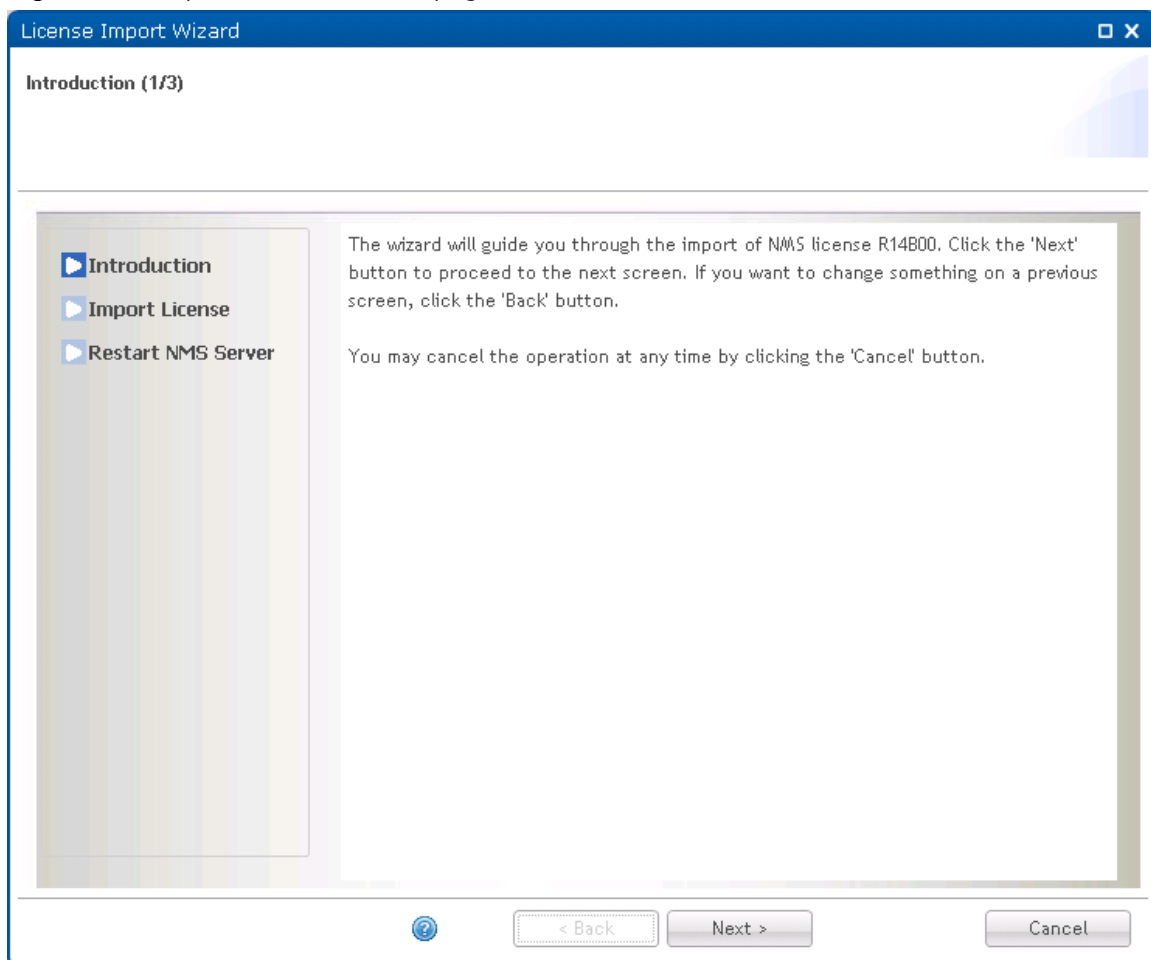 License Import Wizard
Introduction (1/3)
Introduction
Import License
Restart NMS Server
The wizard will guide you through the import of NMS license R14B00. Click the 'Next'
button to proceed to the next screen. If you want to change something on a previous
screen, click the 'Back' button.
You may cancel the operation at any time by clicking the 'Cancel' button.
< Back
Next >
Cancel